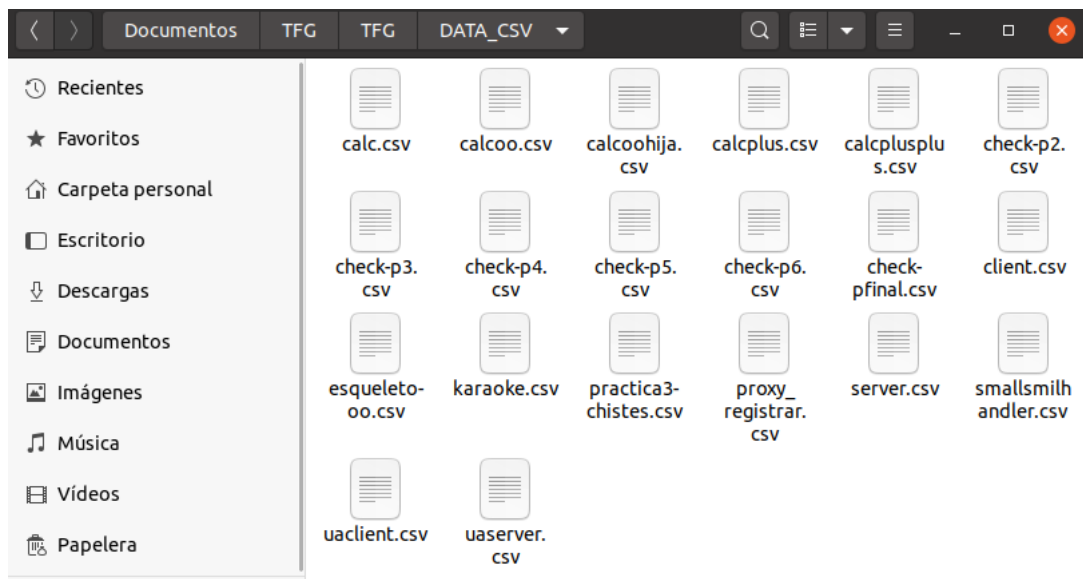 Documentos TFG TFG DATA_CSV
Recientes
Favoritos
Carpeta personal
Escritorio
Descargas
Documentos
Imágenes
Música
Vídeos
Papelera
calc.csv
calcoo.csv
calcoohija.
csv
calcplus.csv
calcplusplu
s.csv
check-p2.
csv
check-p3.
csv
check-p4.
csv
check-p5.
csv
check-p6.
csv
check-
pfinal.csv
client.csv
esqueleto-
oo.csv
karaoke.csv
practica3-
chistes.csv
proxy_
registrar.
csv
server.csv
smallsmilh
andler.csv
uaclient.csv
uaserver.
csv